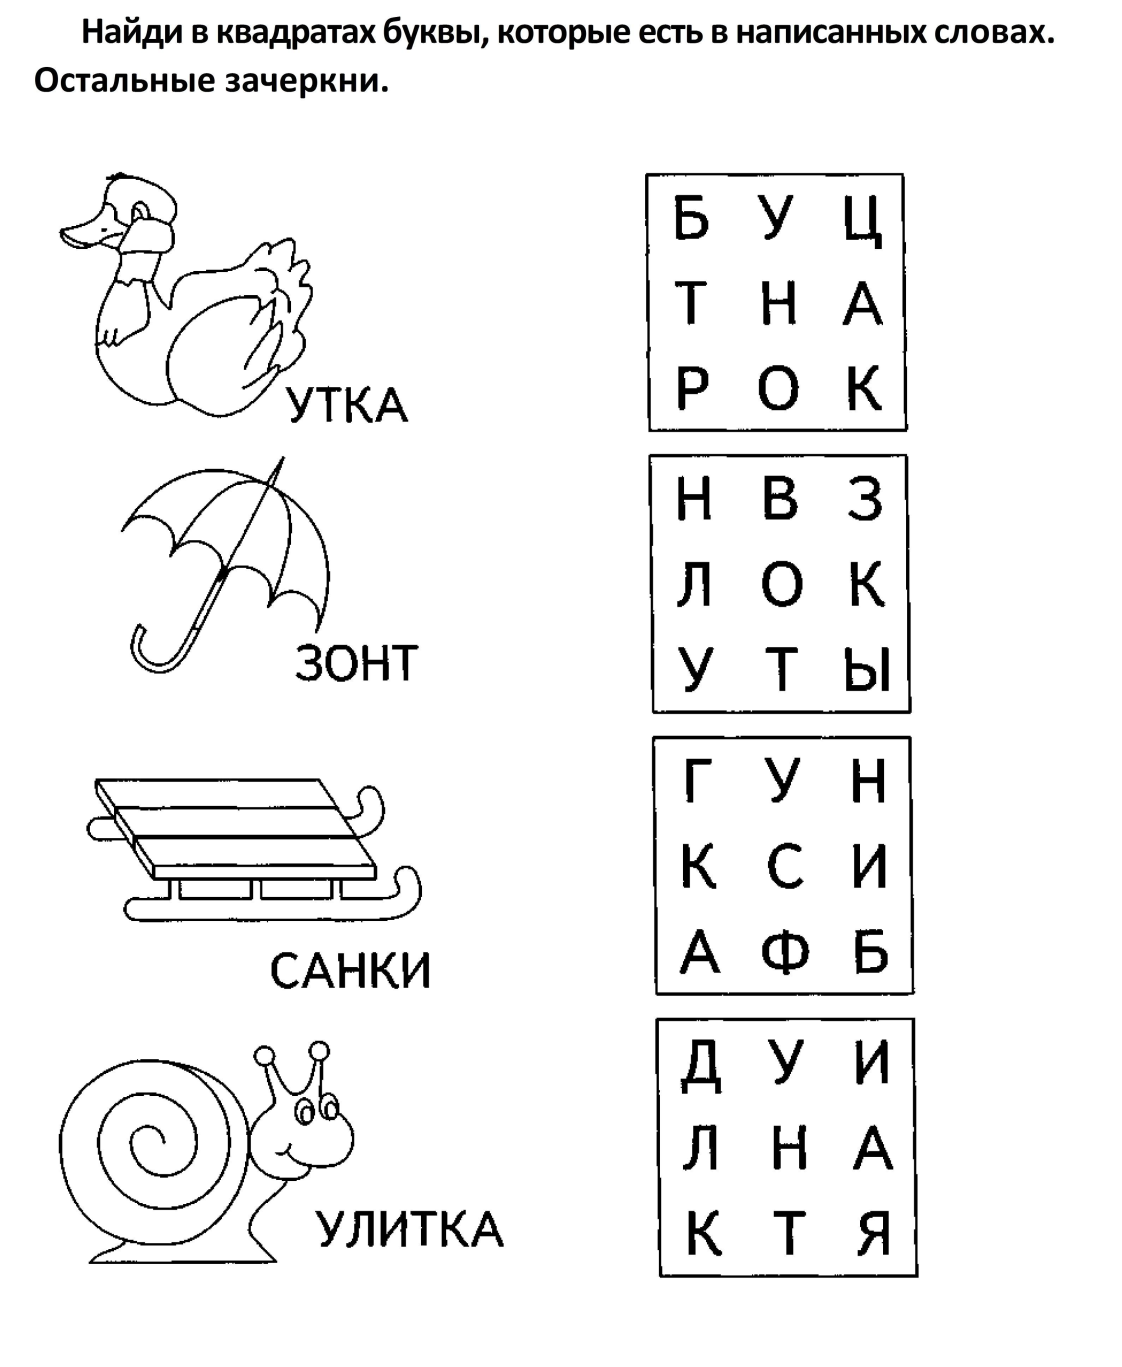 Найди в квадратах буквы, которые есть в написанных словах.
Остальные зачеркни.
УТКА
Б У Ц
Т Н А
Р О К
ЗОНТ
Н В З
Л О К
У Т Ы
САНКИ
Г У Н
К С И
А Ф Б
УЛИТКА
Д У И
Л Н А
К Т Я